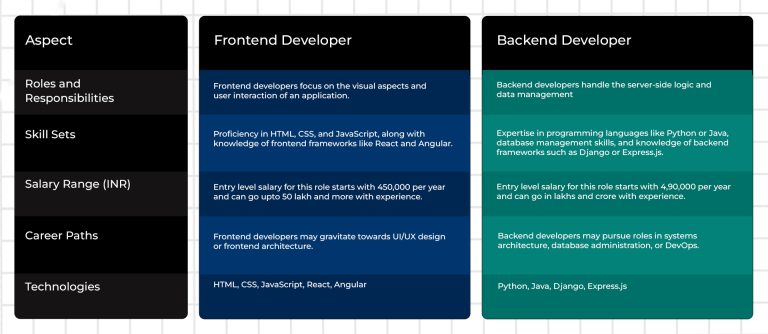 Aspect
Frontend Developer
Backend Developer
Roles and
Responsibilities
Frontend developers focus on the visual aspects and
user interaction of an application.
Backend developers handle the server-side logic and
data management
Skill Sets
Proficiency in HTML, CSS, and JavaScript, along with
knowledge of frontend frameworks like React and Angular.
Expertise in programming languages like Python or Java,
database management skills, and knowledge of backend
frameworks such as Django or Express.js.
Salary Range (INR)
Entry level salary for this role starts with 450,000 per year
and can go upto 50 lakh and more with experience.
Entry level salary for this role starts with 4,90,000 per year
and can go in lakhs and crore with experience.
Career Paths
Frontend developers may gravitate towards UI/UX design
or frontend architecture.
Backend developers may pursue roles in systems
architecture, database administration, or DevOps.
Technologies
HTML, CSS, JavaScript, React, Angular
Python, Java, Django, Express.js